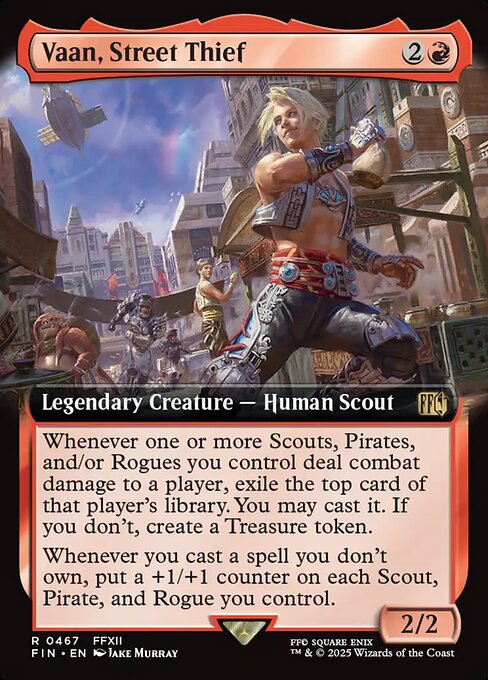 Vaan, Street Thief 2
Legendary Creature — Human Scout
Whenever one or more Scouts, Pirates,
and/or Rogues you control deal combat
damage to a player, exile the top card of
that player's library. You may cast it. If
you don't, create a Treasure token.
Whenever you cast a spell you don't
own, put a +1/+1 counter on each Scout,
Pirate, and Rogue you control.
2/2
R 0467 FFXII
FIN • EN Jake Murray
FF© SQUARE ENIX
™ & © 2025 Wizards of the Coast